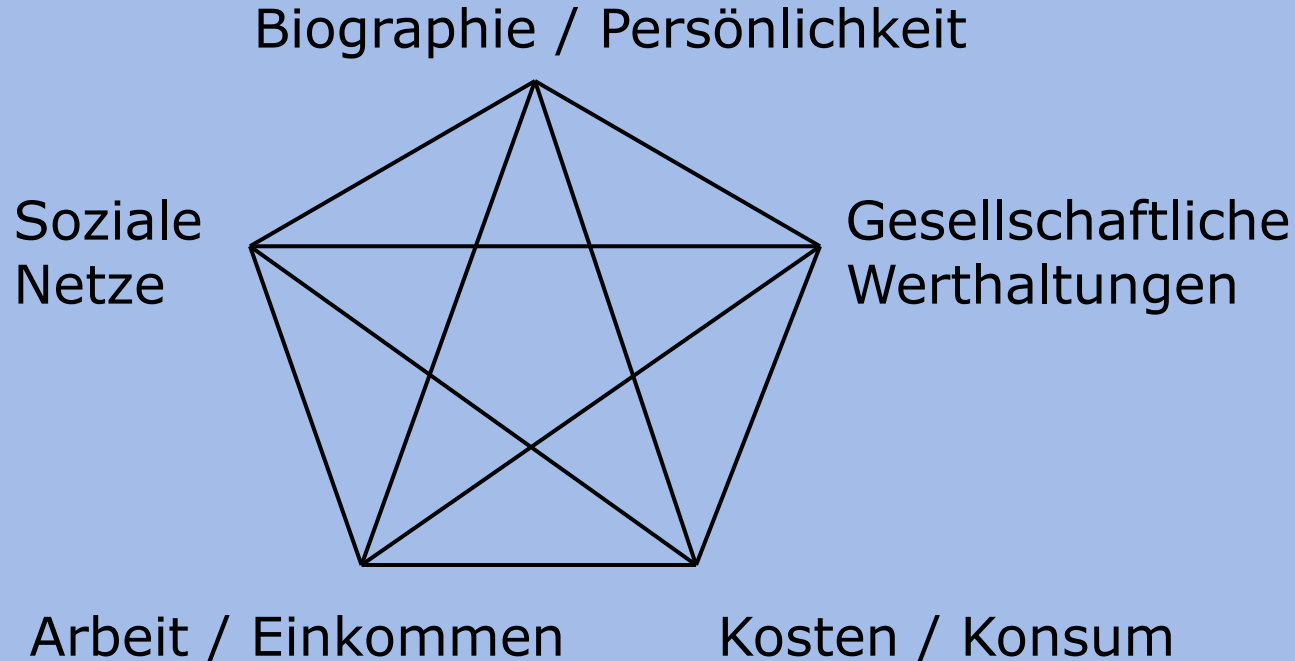 Biographie / Persönlichkeit
Soziale
Netze
Gesellschaftliche
Werthaltungen
Arbeit / Einkommen
Kosten / Konsum